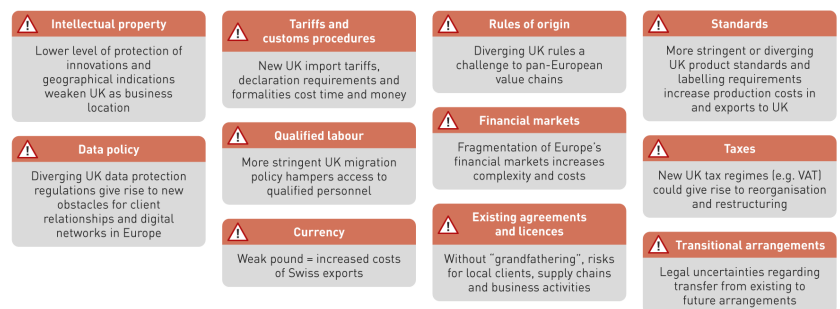 Intellectual property
Lower level of protection of
innovations and
geographical indications
weaken UK as business
location
Data policy
Diverging UK data protection
regulations give rise to new
obstacles for client
relationships and digital
networks in Europe
Tariffs and
customs procedures
New UK import tariffs,
declaration requirements and
formalities cost time and money
Qualified labour
More stringent UK migration
policy hampers access to
qualified personnel
Currency
Weak pound = increased costs
of Swiss exports
Rules of origin
Diverging UK rules a
challenge to pan-European
value chains
Financial markets
Fragmentation of Europe's
financial markets increases
complexity and costs
Existing agreements
and licences
Without "grandfathering", risks
for local clients, supply chains
and business activities
Standards
More stringent or diverging
UK product standards and
labelling requirements
increase production costs in
and exports to UK
Taxes
New UK tax regimes (e.g. VAT)
could give rise to reorganisation
and restructuring
Transitional arrangements
Legal uncertainties regarding
transfer from existing to
future arrangements